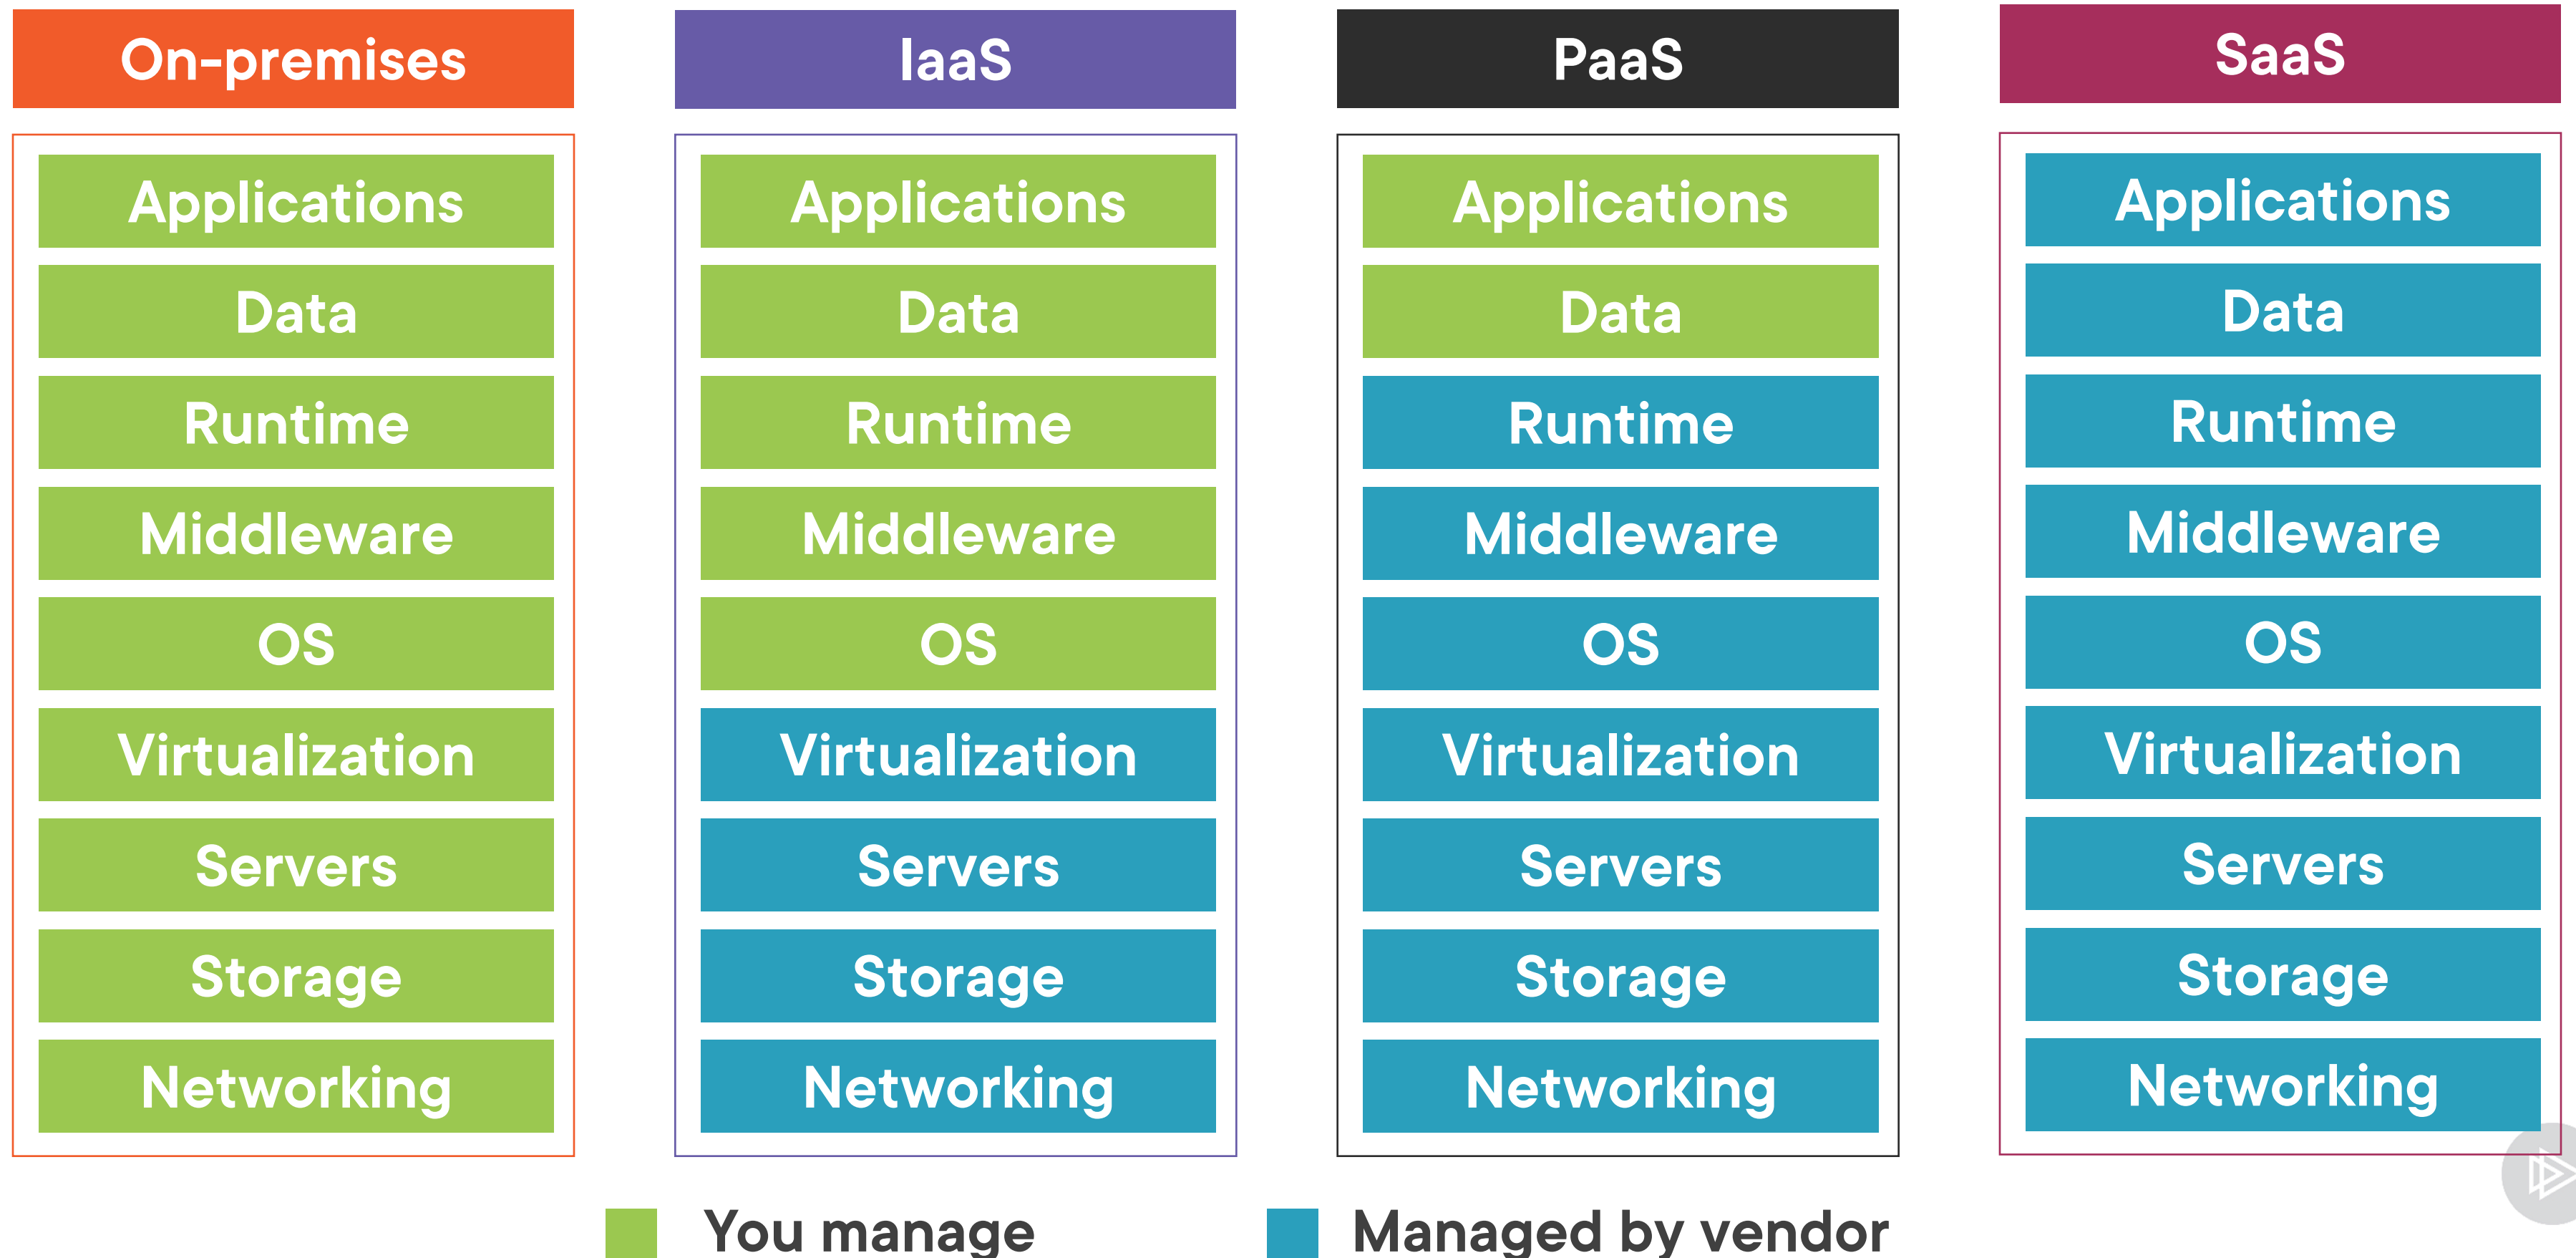 On-premises
Applications
Data
Runtime
Middleware
OS
Virtualization
Servers
Storage
Networking
IaaS
Applications
Data
Runtime
Middleware
OS
Virtualization
Servers
Storage
Networking
PaaS
Applications
Data
Runtime
Middleware
OS
Virtualization
Servers
Storage
Networking
SaaS
Applications
Data
Runtime
Middleware
OS
Virtualization
Servers
Storage
Networking
You manage
Managed by vendor